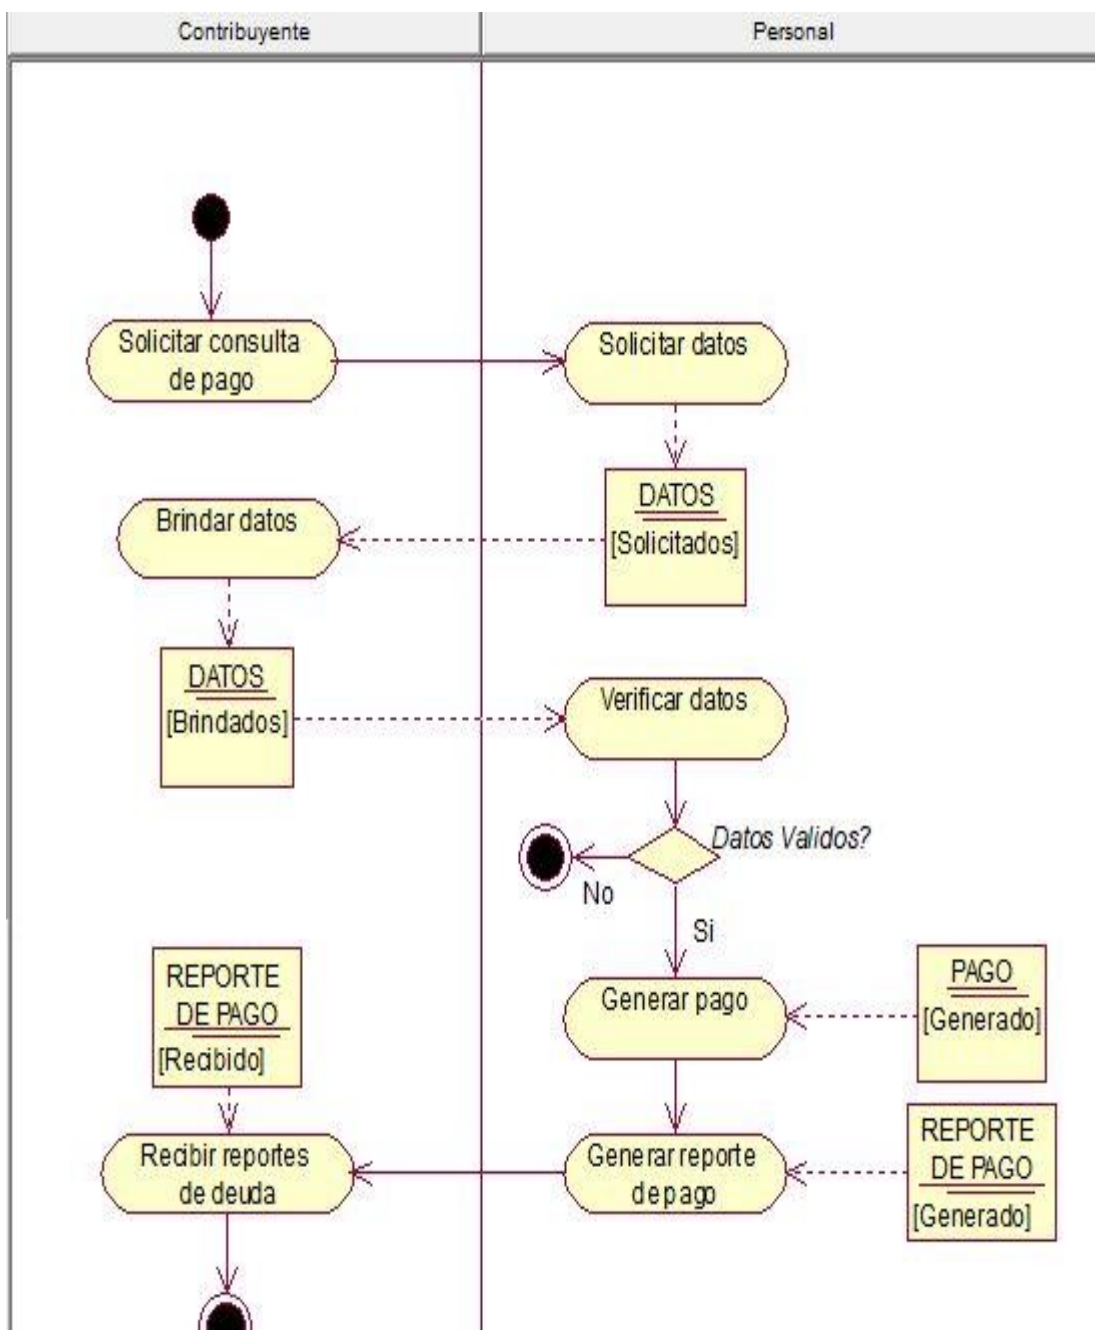 Contribuyente
Personal
Solicitar consulta
de pago
Solicitar datos
DATOS
[Solicitados]
Brindar datos
DATOS
[Brindados]
Verificar datos
Datos Validos?
No
Si
REPORTE
DE PAGO
[Recibido]
Generar pago
PAGO
[Generado]
Recibir reportes
de deuda
Generar reporte
de pago
REPORTE
DE PAGO
[Generado]